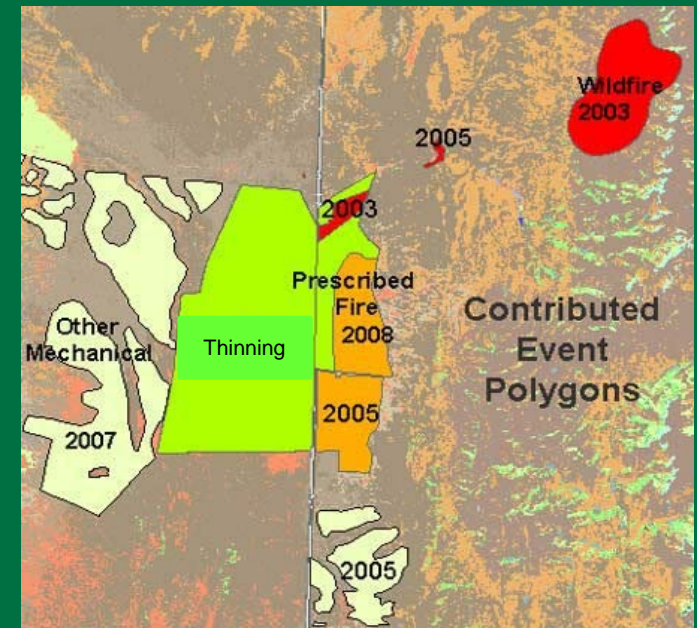 Wildfire
2003
2005
2003
Prescribed
Fire
2008
Contributed
Event
Polygons
Other
Mechanical
Thinning
2005
2007
2005